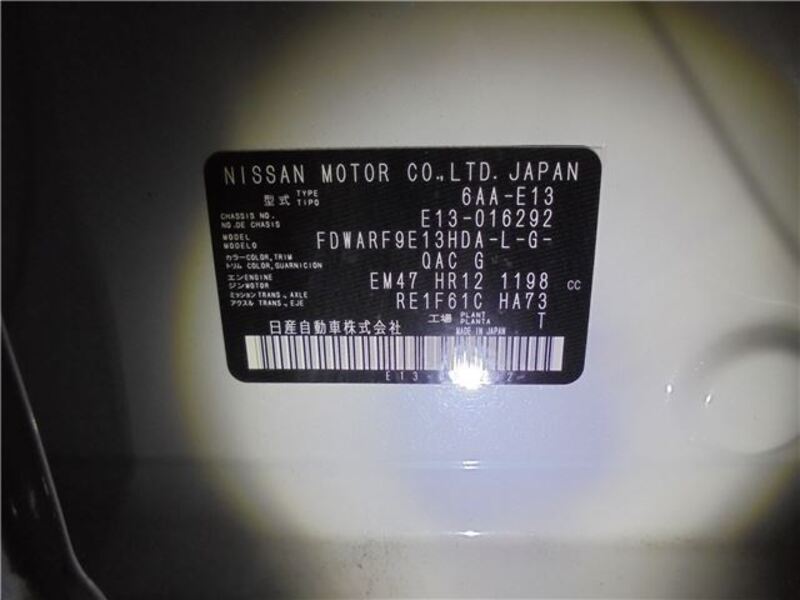 NISSAN MOTOR CO.,LTD. JAPAN
型式 TYPE TIPO 6AA-E13
CHASSIS NO. NO.DE CHASIS E13-016292
MODEL MODELO FDWARF9E13HDA-L-G-
カラー COLOR,TRIM トリム COLOR,GUARNICION QAC G
エンジン ENGINE MOTOR EM47 HR12 1198 CC
ミッション TRANS.,AXLE アクスル TRANS.,EJE RE1F61C HA73
工場 PLANT PLANTA T
日産自動車株式会社 MADE IN JAPAN